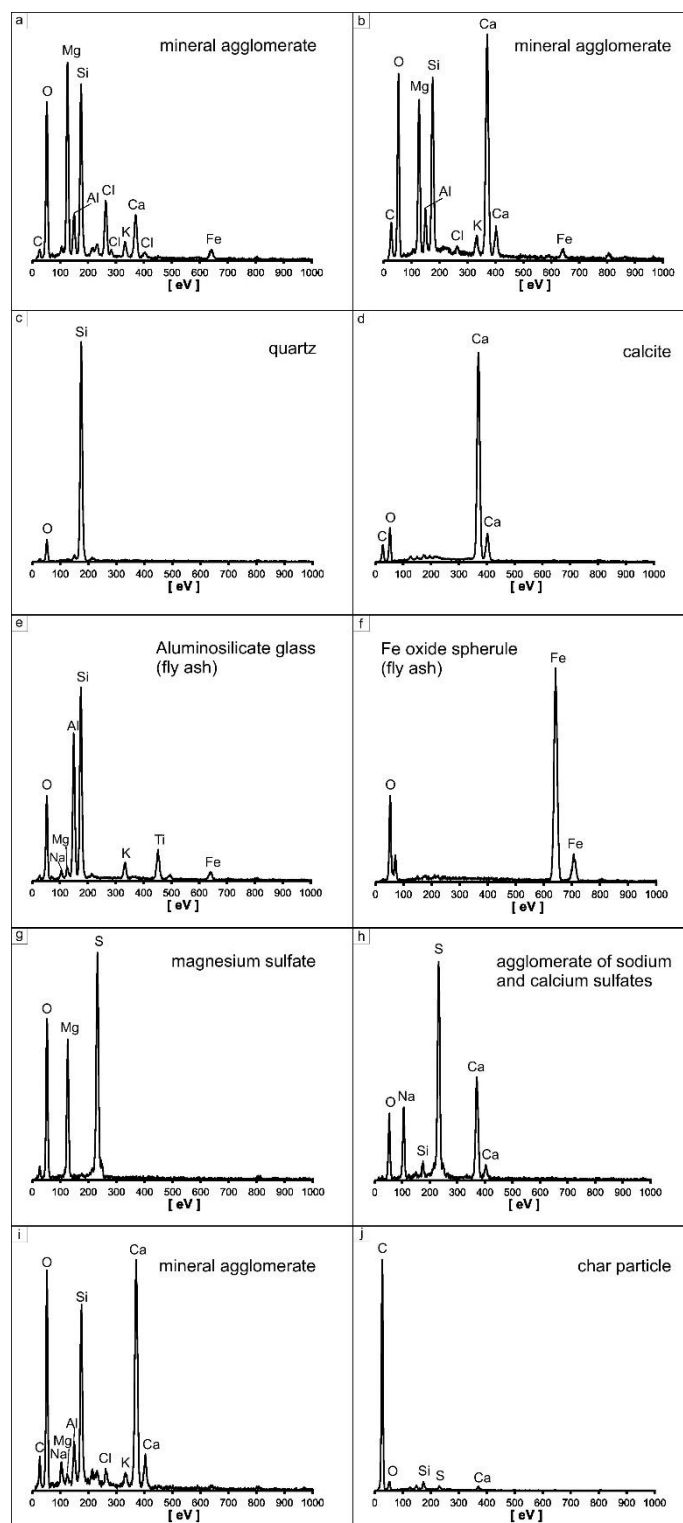 a
mineral agglomerate
Mg
Si
O
Al
Cl
Ca
C
Cl
K
Cl
Fe
0 100 200 300 400 500 600 700 800 900 1000
[ eV ]
b
mineral agglomerate
Ca
O
Si
Mg
Al
C
Cl
K
Ca
Fe
0 100 200 300 400 500 600 700 800 900 1000
[ eV ]
c
quartz
Si
O
0 100 200 300 400 500 600 700 800 900 1000
[ eV ]
d
calcite
Ca
O
C
Ca
0 100 200 300 400 500 600 700 800 900 1000
[ eV ]
e
Aluminosilicate glass
(fly ash)
Si
Al
O
Mg
Na
K
Ti
Fe
0 100 200 300 400 500 600 700 800 900 1000
[ eV ]
f
Fe oxide spherule
(fly ash)
Fe
O
Fe
0 100 200 300 400 500 600 700 800 900 1000
[ eV ]
g
magnesium sulfate
S
O
Mg
0 100 200 300 400 500 600 700 800 900 1000
[ eV ]
h
agglomerate of sodium
and calcium sulfates
S
Ca
O
Na
Si
Ca
0 100 200 300 400 500 600 700 800 900 1000
[ eV ]
i
mineral agglomerate
Ca
O
Si
Al
Mg
C
Na
Cl
K
Ca
0 100 200 300 400 500 600 700 800 900 1000
[ eV ]
j
char particle
C
O
Si
S
Ca
0 100 200 300 400 500 600 700 800 900 1000
[ eV ]